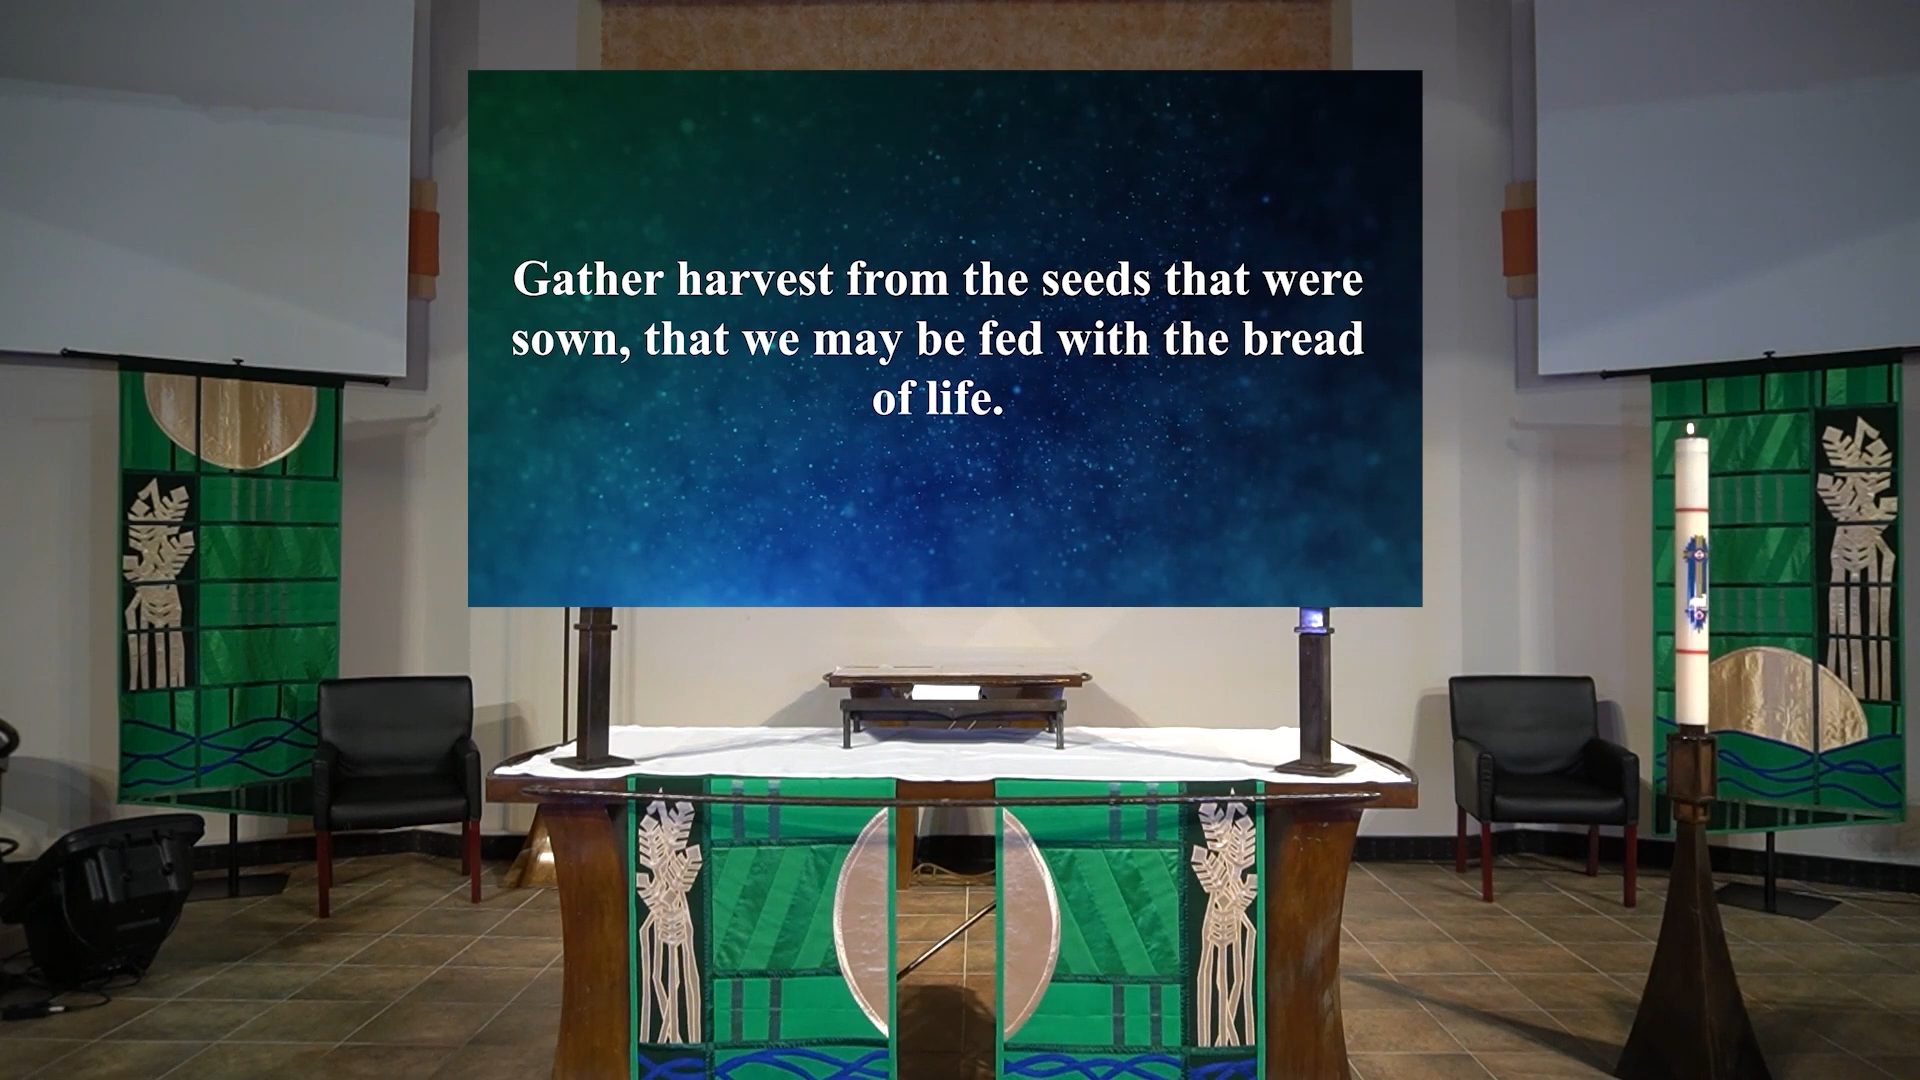 Gather harvest from the seeds that were
sown, that we may be fed with the bread
of life.